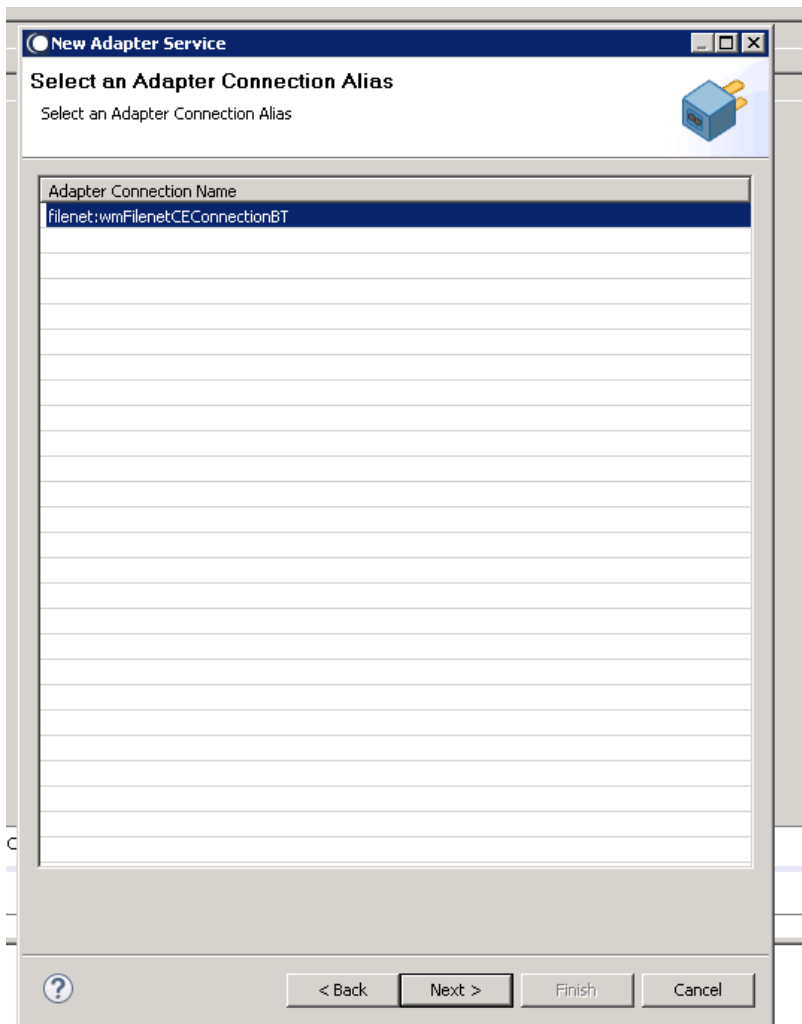 New Adapter Service
Select an Adapter Connection Alias
Select an Adapter Connection Alias
Adapter Connection Name
filenet:wmFilenetCEConnectionBT
< Back
Next >
Finish
Cancel